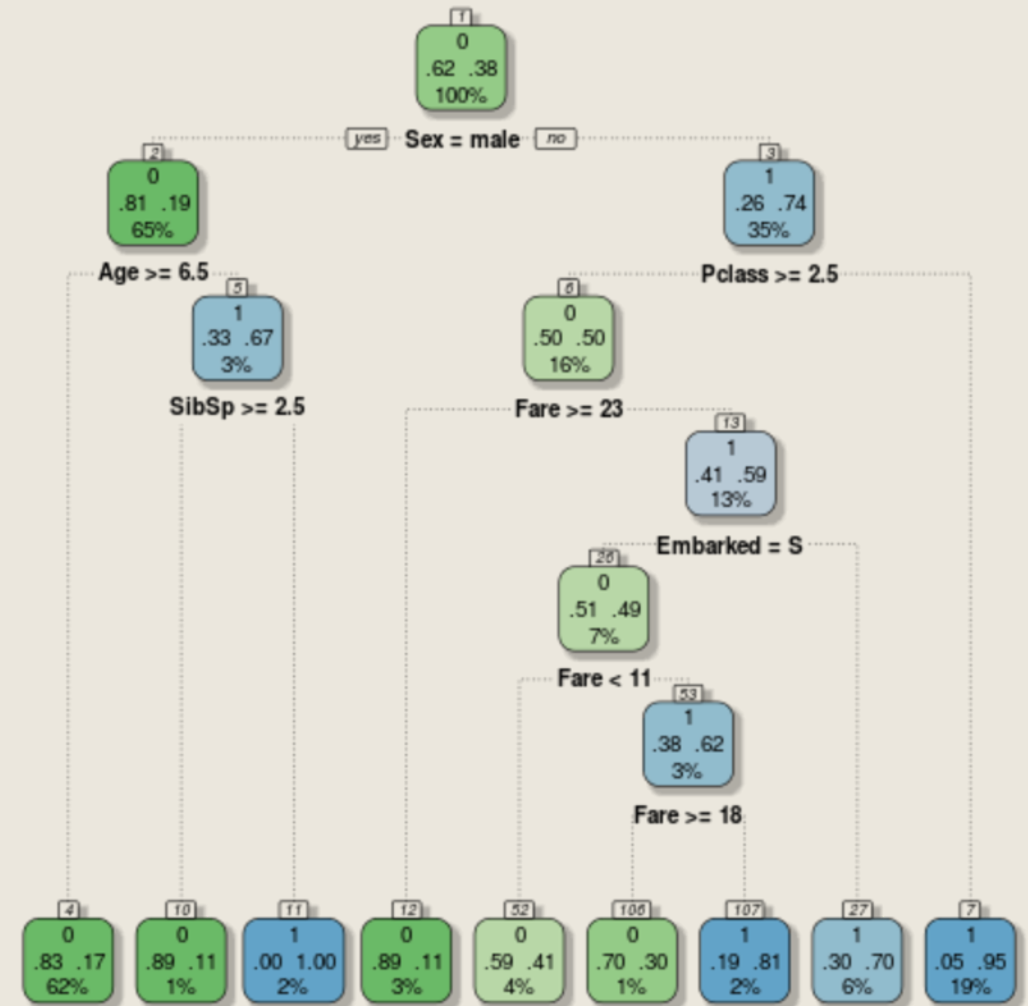 1
0
.62 .38
100%
yes Sex = male no
2 3
0 1
.81 .19 .26 .74
65% 35%
Age >= 6.5 Pclass >= 2.5
5 6
1 0
.33 .67 .50 .50
3% 16%
SibSp >= 2.5 Fare >= 23
13
1
.41 .59
13%
Embarked = S
26
0
.51 .49
7%
Fare < 11
53
1
.38 .62
3%
Fare >= 18
4 10 11 12 52 106 107 27 7
0 0 1 0 0 0 1 1 1
.83 .17 .89 .11 .00 1.00 .89 .11 .59 .41 .70 .30 .19 .81 .30 .70 .05 .95
62% 1% 2% 3% 4% 1% 2% 6% 19%